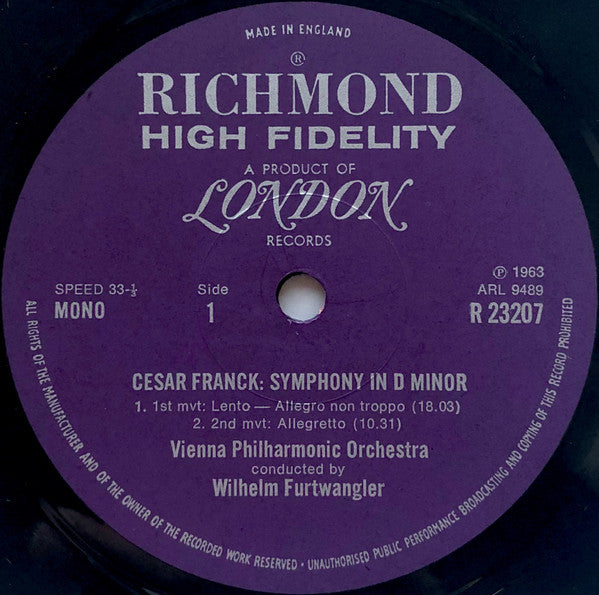 MADE IN ENGLAND
®
RICHMOND
HIGH FIDELITY
A PRODUCT OF
LONDON
RECORDS
SPEED 33-⅓
MONO
Side
1
Ⓟ 1963
ARL 9489
R 23207
CESAR FRANCK: SYMPHONY IN D MINOR
1. 1st mvt: Lento — Allegro non troppo (18.03)
2. 2nd mvt: Allegretto (10.31)
Vienna Philharmonic Orchestra
conducted by
Wilhelm Furtwangler
ALL RIGHTS OF THE MANUFACTURER AND OF THE OWNER OF THE RECORDED WORK RESERVED · UNAUTHORISED PUBLIC PERFORMANCE BROADCASTING AND COPYING OF THIS RECORD PROHIBITED